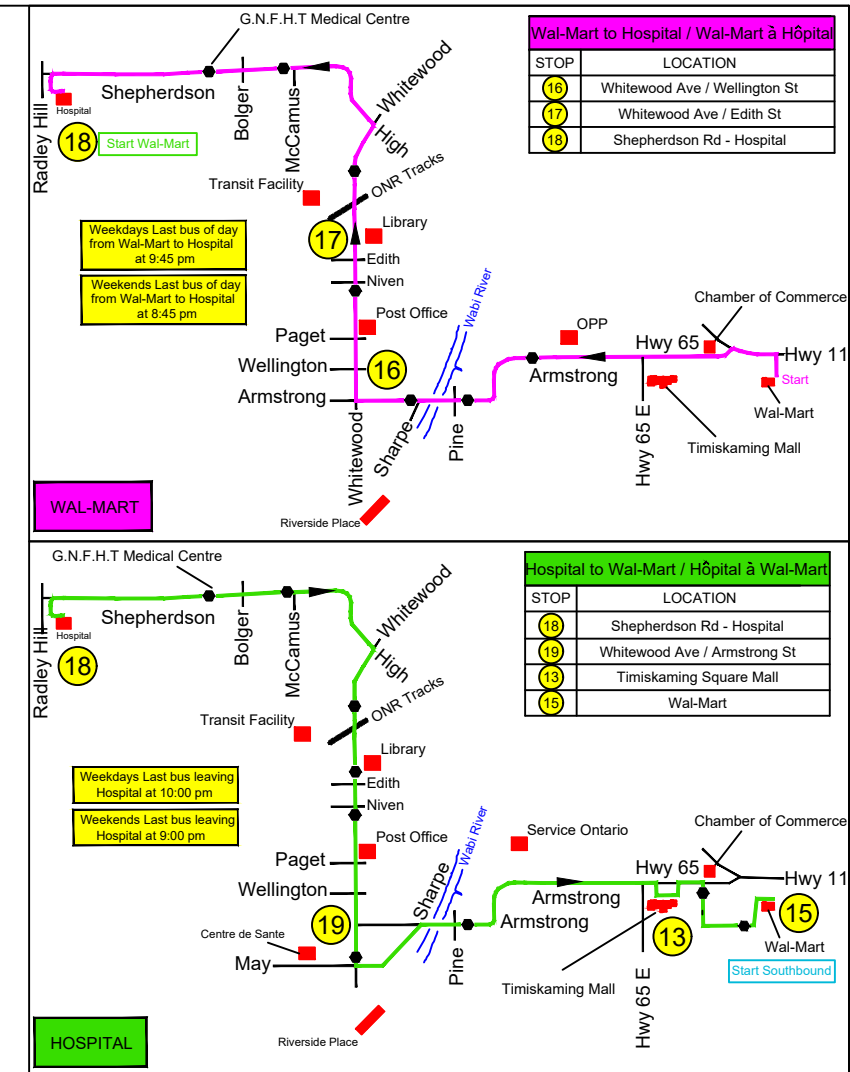 G.N.F.H.T Medical Centre
Wal-Mart to Hospital / Wal-Mart à Hôpital
STOP LOCATION
16 Whitewood Ave / Wellington St
17 Whitewood Ave / Edith St
18 Shepherdson Rd - Hospital
Whitewood
High
Shepherdson
Bolger
McCamus
Radley Hill
Hospital
18
Start Wal-Mart
Transit Facility
ONR Tracks
17
Library
Edith
Niven
Weekdays Last bus of day
from Wal-Mart to Hospital
at 9:45 pm
Weekends Last bus of day
from Wal-Mart to Hospital
at 8:45 pm
Post Office
Wabi River
Paget
Wellington
16
Armstrong
Whitewood
Sharpe
Pine
OPP
Armstrong
Chamber of Commerce
Hwy 65
Hwy 11
Start
Wal-Mart
Hwy 65 E
Timiskaming Mall
Riverside Place
WAL-MART
G.N.F.H.T Medical Centre
Hospital to Wal-Mart / Hôpital à Wal-Mart
STOP LOCATION
18 Shepherdson Rd - Hospital
19 Whitewood Ave / Armstrong St
13 Timiskaming Square Mall
15 Wal-Mart
Whitewood
High
Shepherdson
Bolger
McCamus
Radley Hill
Hospital
18
Transit Facility
ONR Tracks
Library
Edith
Niven
Weekdays Last bus leaving
Hospital at 10:00 pm
Weekends Last bus leaving
Hospital at 9:00 pm
Post Office
Wabi River
Paget
Wellington
19
Sharpe
Centre de Sante
May
Pine
Service Ontario
Armstrong
Armstrong
Chamber of Commerce
Hwy 65
Hwy 11
13
15
Wal-Mart
Start Southbound
Timiskaming Mall
Hwy 65 E
Riverside Place
HOSPITAL